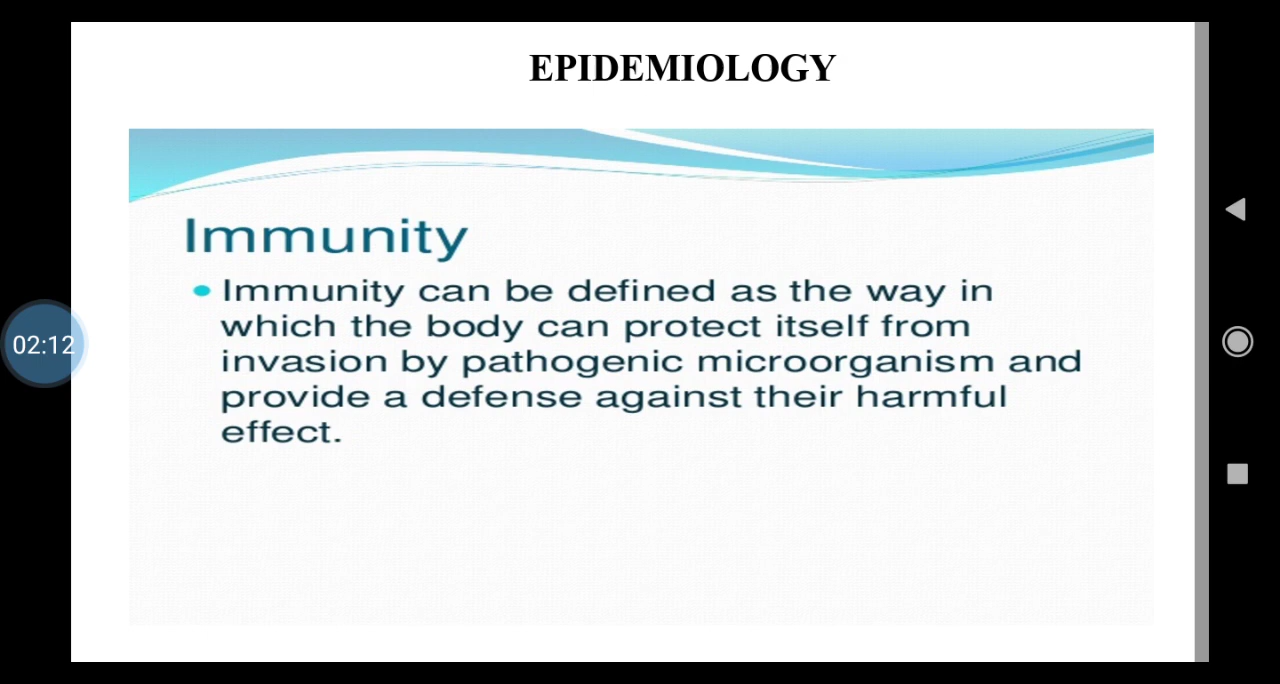 EPIDEMIOLOGY
Immunity
• Immunity can be defined as the way in
which the body can protect itself from
invasion by pathogenic microorganism and
provide a defense against their harmful
effect.
02:12